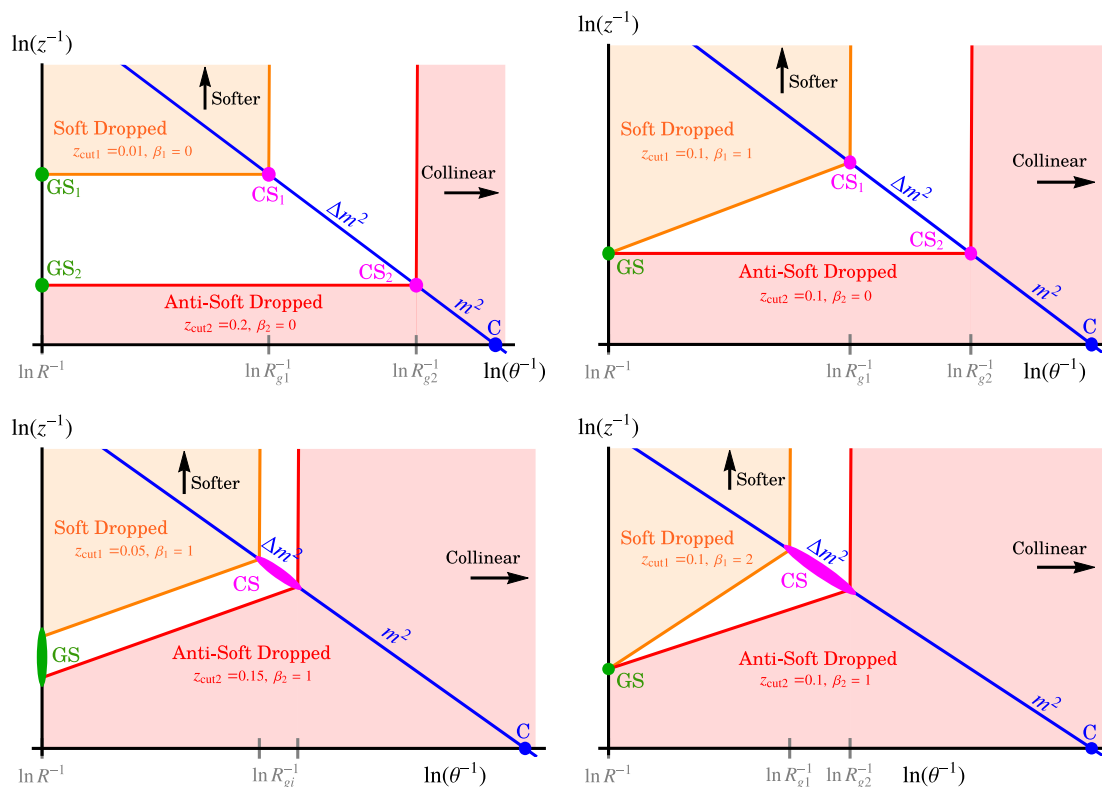 ln(z⁻¹)
Softer
Soft Dropped
z_cut1 =0.01, β₁ = 0
GS₁
CS₁
Collinear
Δm²
GS₂
CS₂
Anti-Soft Dropped
z_cut2 =0.2, β₂ = 0
m²
C
ln R⁻¹
ln R_g1⁻¹
ln R_g2⁻¹
ln(θ⁻¹)
ln(z⁻¹)
Softer
Soft Dropped
z_cut1 =0.1, β₁ = 1
Collinear
CS₁
Δm²
CS₂
GS
Anti-Soft Dropped
z_cut2 =0.1, β₂ = 0
m²
C
ln R⁻¹
ln R_g1⁻¹
ln R_g2⁻¹
ln(θ⁻¹)
ln(z⁻¹)
Softer
Soft Dropped
z_cut1 =0.05, β₁ = 1
Δm²
Collinear
CS
GS
m²
Anti-Soft Dropped
z_cut2 =0.15, β₂ = 1
C
ln R⁻¹
ln R_gi⁻¹
ln(θ⁻¹)
ln(z⁻¹)
Softer
Soft Dropped
z_cut1 =0.1, β₁ = 2
Δm²
Collinear
CS
Anti-Soft Dropped
z_cut2 =0.1, β₂ = 1
GS
m²
C
ln R⁻¹
ln R_g1⁻¹
ln R_g2⁻¹
ln(θ⁻¹)